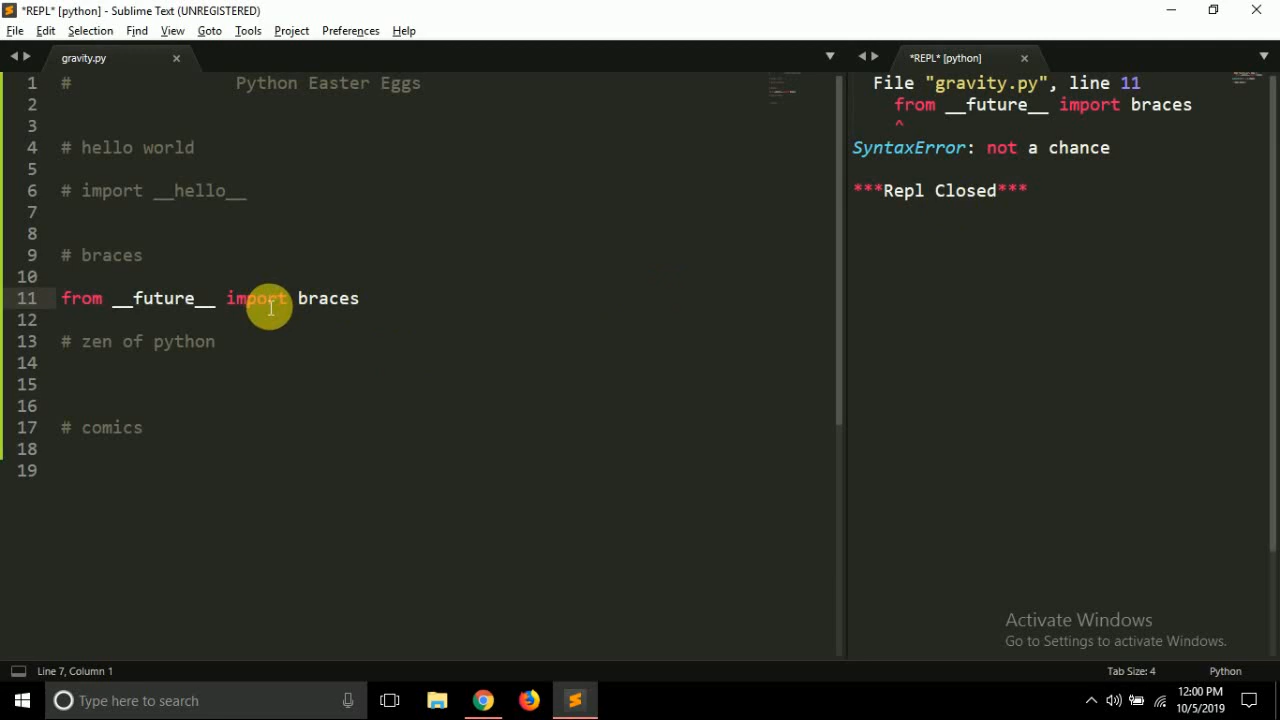 *REPL* [python] - Sublime Text (UNREGISTERED)
File Edit Selection Find View Goto Tools Project Preferences Help
gravity.py
*REPL* [python]
1 # Python Easter Eggs
2
3
4 # hello world
5
6 # import __hello__
7
8
9 # braces
10
11 from __future__ import braces
12
13 # zen of python
14
15
16
17 # comics
18
19
File "gravity.py", line 11
from __future__ import braces
^
SyntaxError: not a chance
***Repl Closed***
Activate Windows
Go to Settings to activate Windows.
Line 7, Column 1
Tab Size: 4
Python
Type here to search
12:00 PM
10/5/2019